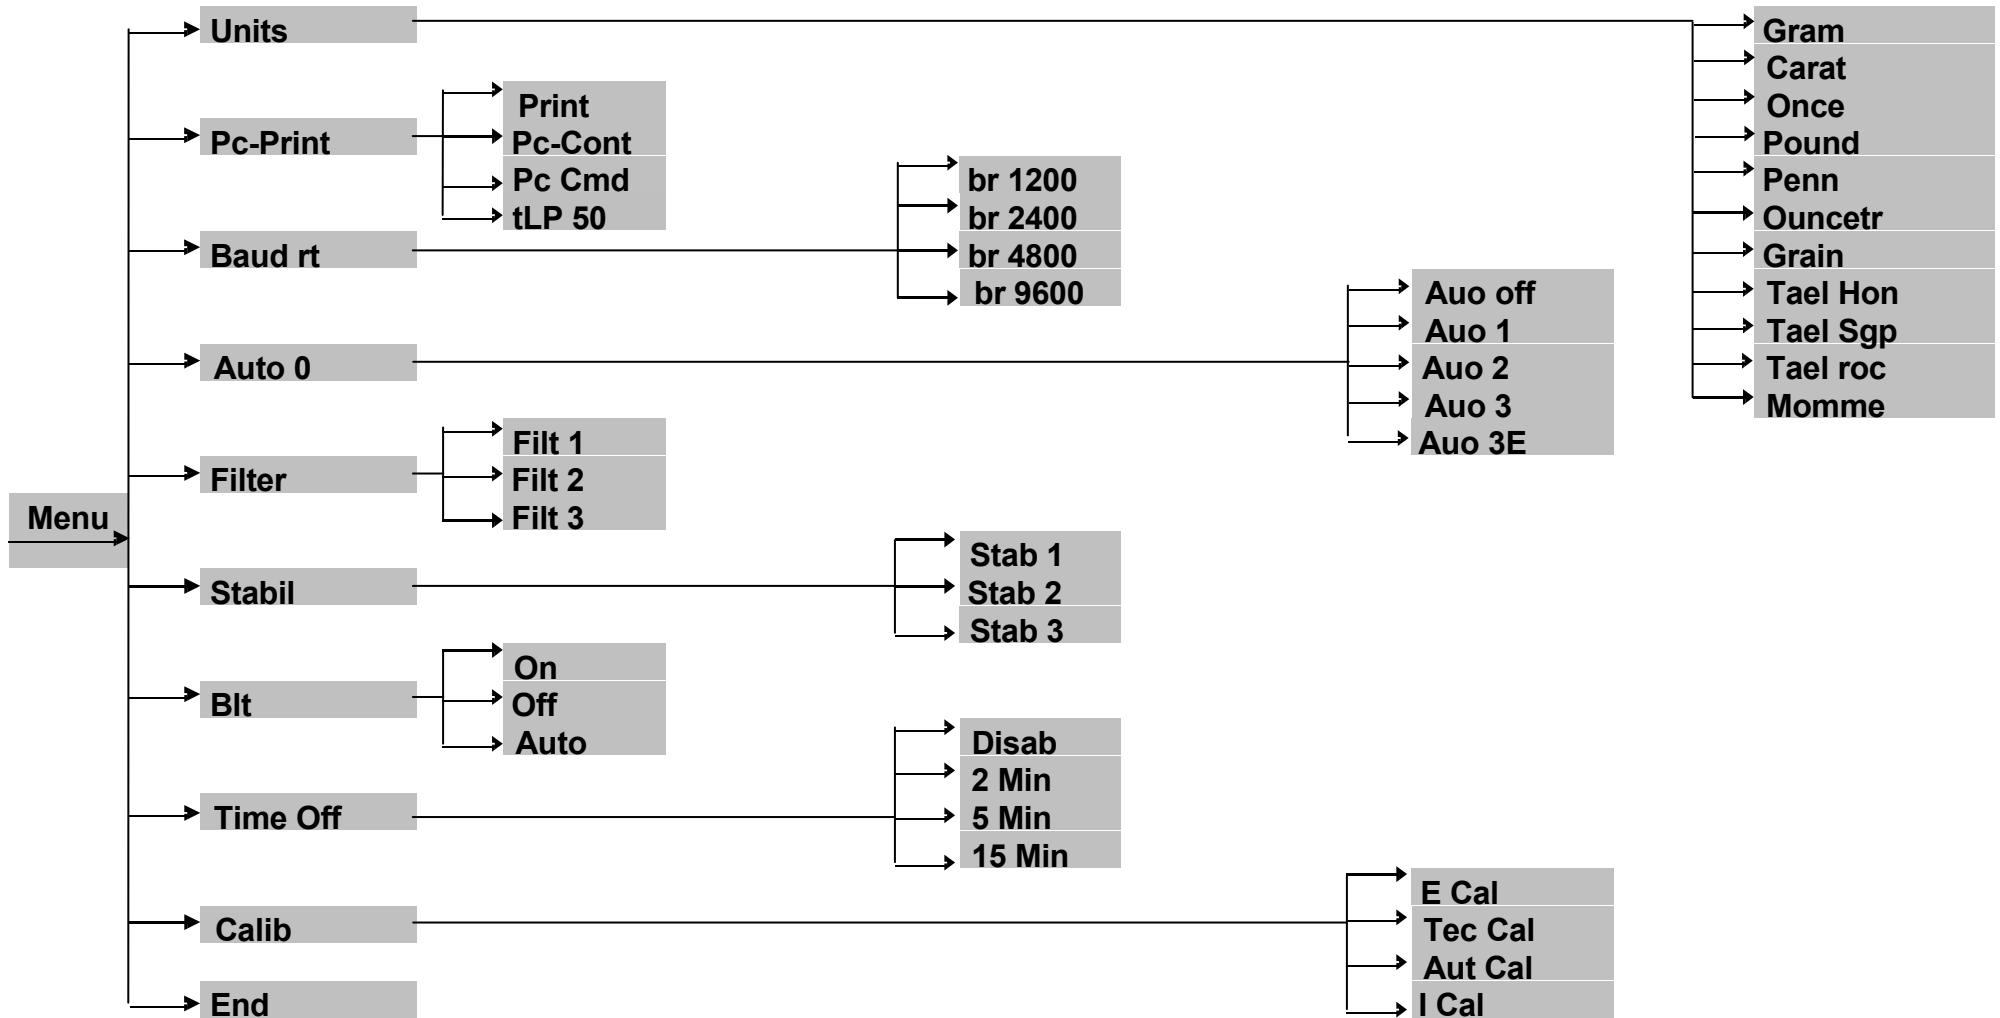 Menu
Units
Gram
Carat
Once
Pound
Penn
Ouncetr
Grain
Tael Hon
Tael Sgp
Tael roc
Momme
Pc-Print
Print
Pc-Cont
Pc Cmd
tLP 50
Baud rt
br 1200
br 2400
br 4800
br 9600
Auto 0
Auo off
Auo 1
Auo 2
Auo 3
Auo 3E
Filter
Filt 1
Filt 2
Filt 3
Stabil
Stab 1
Stab 2
Stab 3
Blt
On
Off
Auto
Time Off
Disab
2 Min
5 Min
15 Min
Calib
E Cal
Tec Cal
Aut Cal
I Cal
End